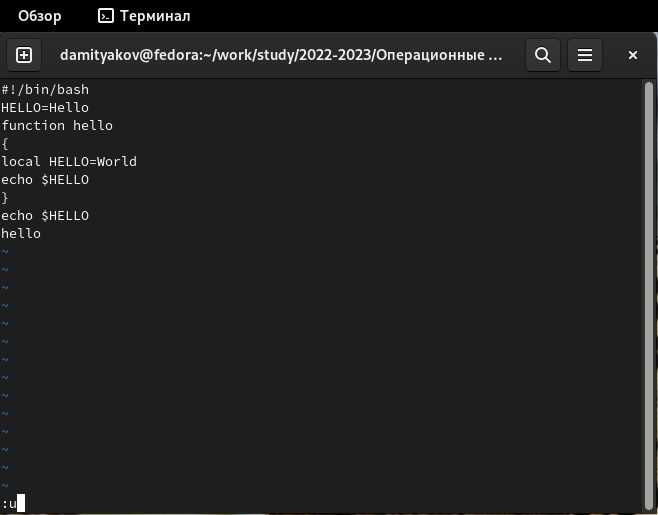 Обзор Терминал
damityakov@fedora:~/work/study/2022-2023/Операционные ...
#!/bin/bash
HELLO=Hello
function hello
{
local HELLO=World
echo $HELLO
}
echo $HELLO
hello
~
~
~
~
~
~
~
~
~
~
~
~
~
~
:u